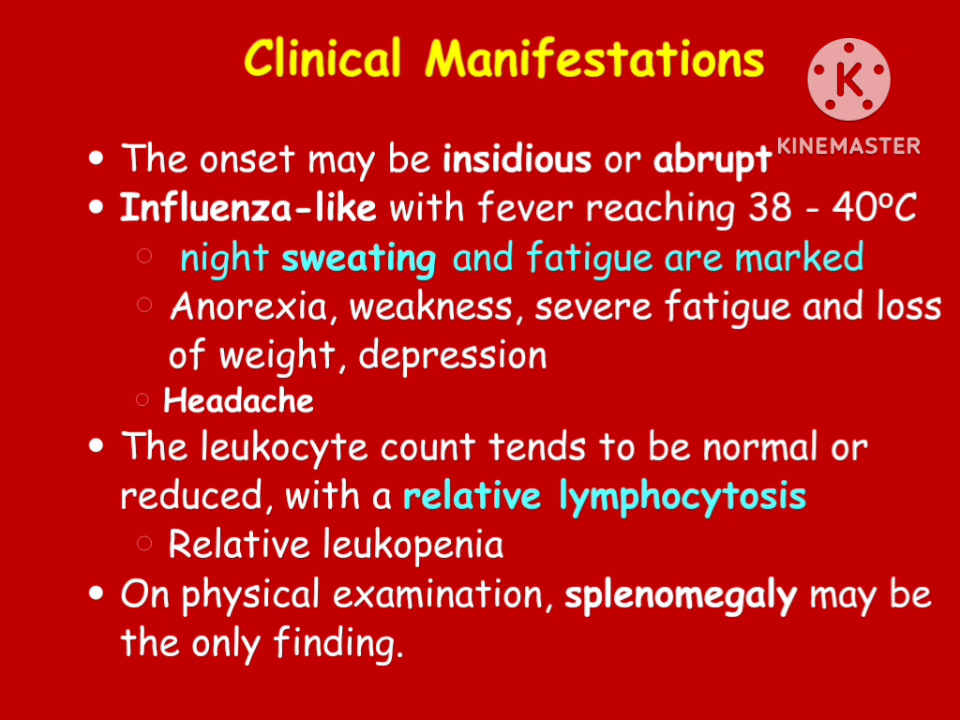 Clinical Manifestations
K
KINEMASTER
• The onset may be insidious or abrupt
• Influenza-like with fever reaching 38 - 40°C
○ night sweating and fatigue are marked
○ Anorexia, weakness, severe fatigue and loss
of weight, depression
○ Headache
• The leukocyte count tends to be normal or
reduced, with a relative lymphocytosis
○ Relative leukopenia
• On physical examination, splenomegaly may be
the only finding.